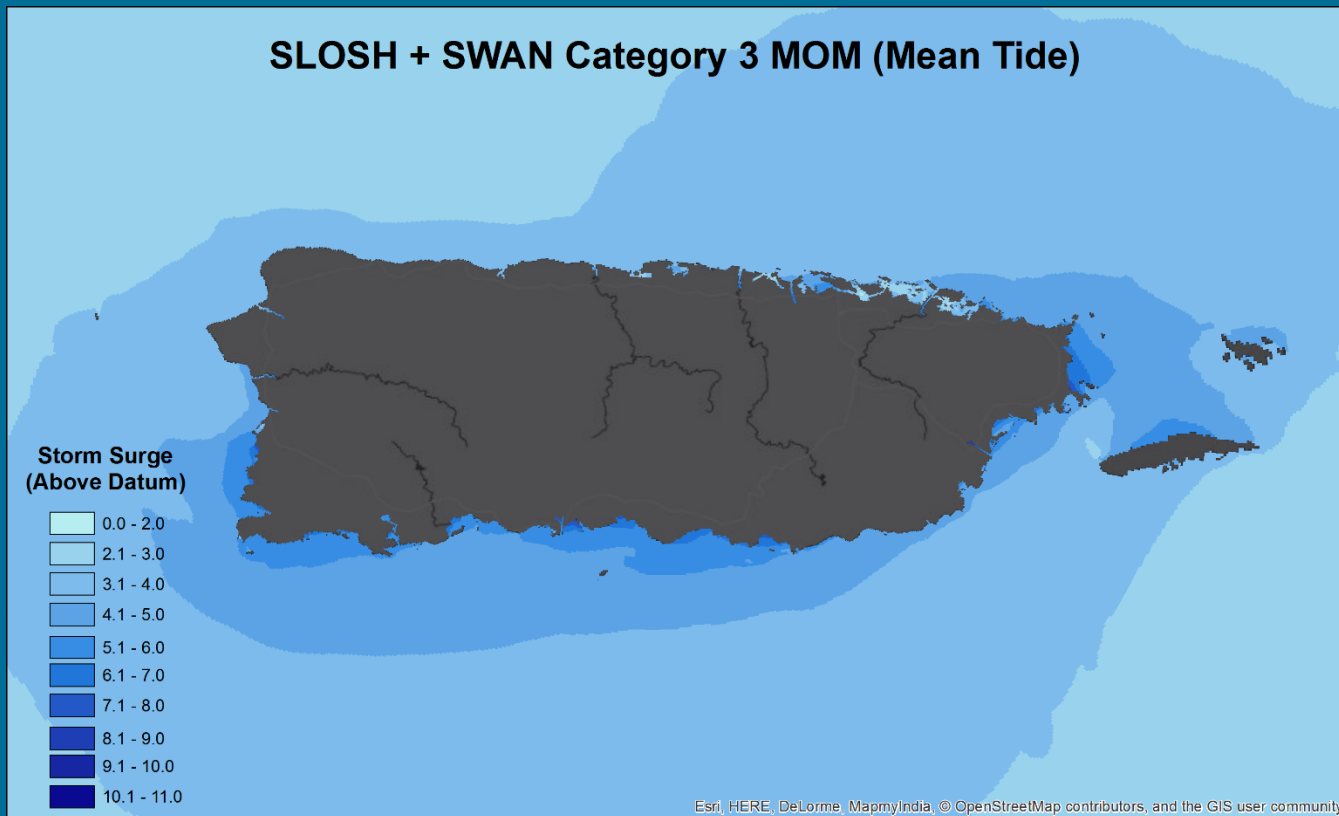 SLOSH + SWAN Category 3 MOM (Mean Tide)
Storm Surge
(Above Datum)
0.0 - 2.0
2.1 - 3.0
3.1 - 4.0
4.1 - 5.0
5.1 - 6.0
6.1 - 7.0
7.1 - 8.0
8.1 - 9.0
9.1 - 10.0
10.1 - 11.0
Esri, HERE, DeLorme, MapmyIndia, © OpenStreetMap contributors, and the GIS user community